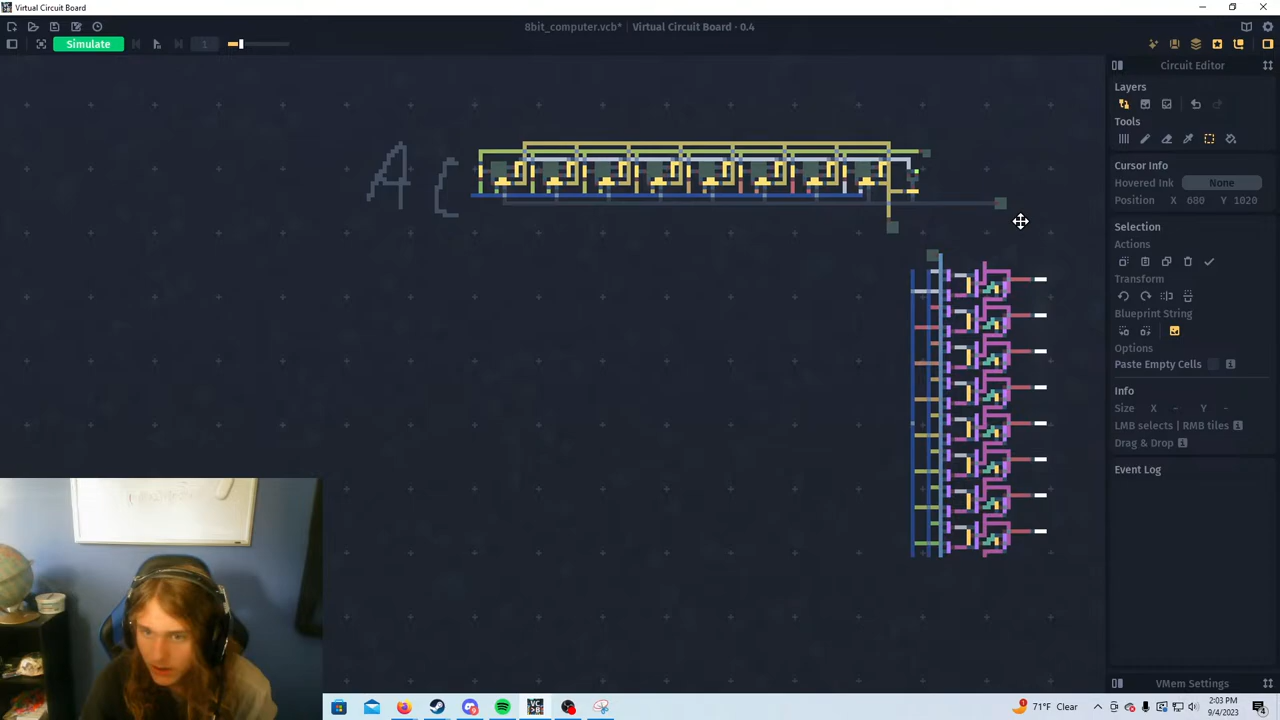 Virtual Circuit Board
8bit_computer.vcb* | Virtual Circuit Board - 0.4
Simulate
1
Circuit Editor
Layers
Tools
Cursor Info
Hovered Ink None
Position X 680 Y 1020
Selection
Actions
Transform
Blueprint String
Options
Paste Empty Cells
Info
Size X - Y -
LMB selects | RMB tiles
Drag & Drop
Event Log
VMem Settings
71°F Clear
2:03 PM
9/4/2023